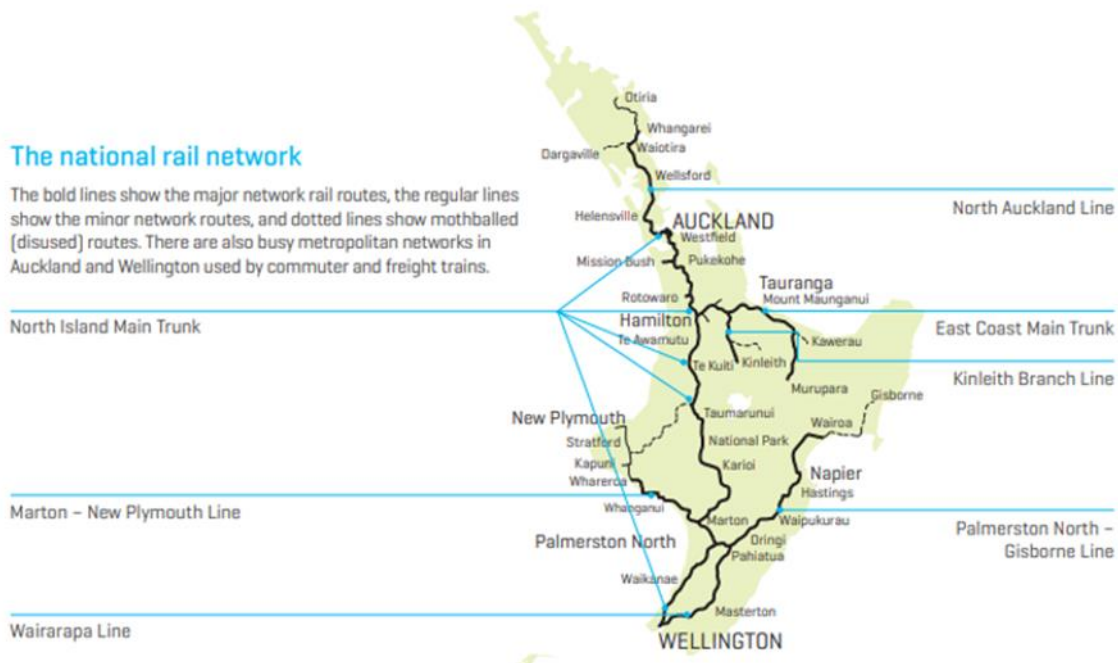 The national rail network
The bold lines show the major network rail routes, the regular lines
show the minor network routes, and dotted lines show mothballed
(disused) routes. There are also busy metropolitan networks in
Auckland and Wellington used by commuter and freight trains.
North Island Main Trunk
Marton – New Plymouth Line
Wairarapa Line
Otiria
Whangarei
Dargaville
Waiotira
Wellsford
Helensville
AUCKLAND
Westfield
Mission Bush
Pukekohe
Tauranga
Rotowaro
Mount Maunganui
Hamilton
Te Awamutu
Kawerau
Te Kuiti
Kinleith
Murupara
Gisborne
New Plymouth
Taumarunui
Wairoa
Stratford
National Park
Kapuni
Karioi
Napier
Whareroa
Hastings
Whanganui
Marton
Waipukurau
Palmerston North
Oringi
Pahiatua
Waikanae
Masterton
WELLINGTON
North Auckland Line
East Coast Main Trunk
Kinleith Branch Line
Palmerston North –
Gisborne Line